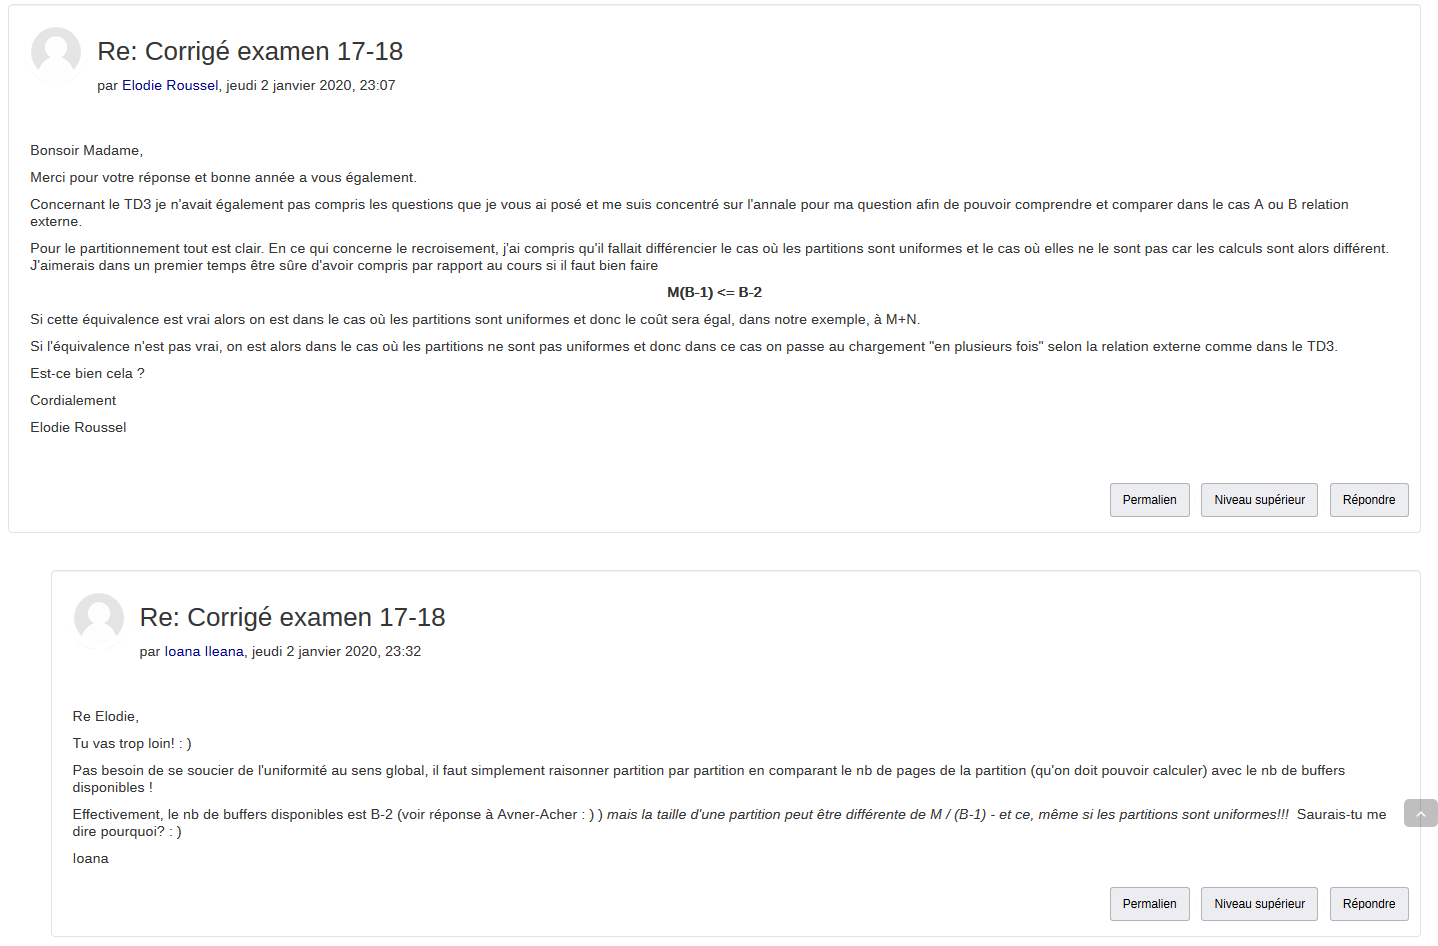 Re: Corrigé examen 17-18
par Elodie Roussel, jeudi 2 janvier 2020, 23:07
Bonsoir Madame,
Merci pour votre réponse et bonne année a vous également.
Concernant le TD3 je n'avait également pas compris les questions que je vous ai posé et me suis concentré sur l'annale pour ma question afin de pouvoir comprendre et comparer dans le cas A ou B relation
externe.
Pour le partitionnement tout est clair. En ce qui concerne le recroisement, j'ai compris qu'il fallait différencier le cas où les partitions sont uniformes et le cas où elles ne le sont pas car les calculs sont alors différent.
J'aimerais dans un premier temps être sûre d'avoir compris par rapport au cours si il faut bien faire
M(B-1) <= B-2
Si cette équivalence est vrai alors on est dans le cas où les partitions sont uniformes et donc le coût sera égal, dans notre exemple, à M+N.
Si l'équivalence n'est pas vrai, on est alors dans le cas où les partitions ne sont pas uniformes et donc dans ce cas on passe au chargement "en plusieurs fois" selon la relation externe comme dans le TD3.
Est-ce bien cela ?
Cordialement
Elodie Roussel
Permalien Niveau supérieur Répondre
Re: Corrigé examen 17-18
par Ioana Ileana, jeudi 2 janvier 2020, 23:32
Re Elodie,
Tu vas trop loin! : )
Pas besoin de se soucier de l'uniformité au sens global, il faut simplement raisonner partition par partition en comparant le nb de pages de la partition (qu'on doit pouvoir calculer) avec le nb de buffers
disponibles !
Effectivement, le nb de buffers disponibles est B-2 (voir réponse à Avner-Acher : ) ) mais la taille d'une partition peut être différente de M / (B-1) - et ce, même si les partitions sont uniformes!!! Saurais-tu me
dire pourquoi? : )
Ioana
Permalien Niveau supérieur Répondre